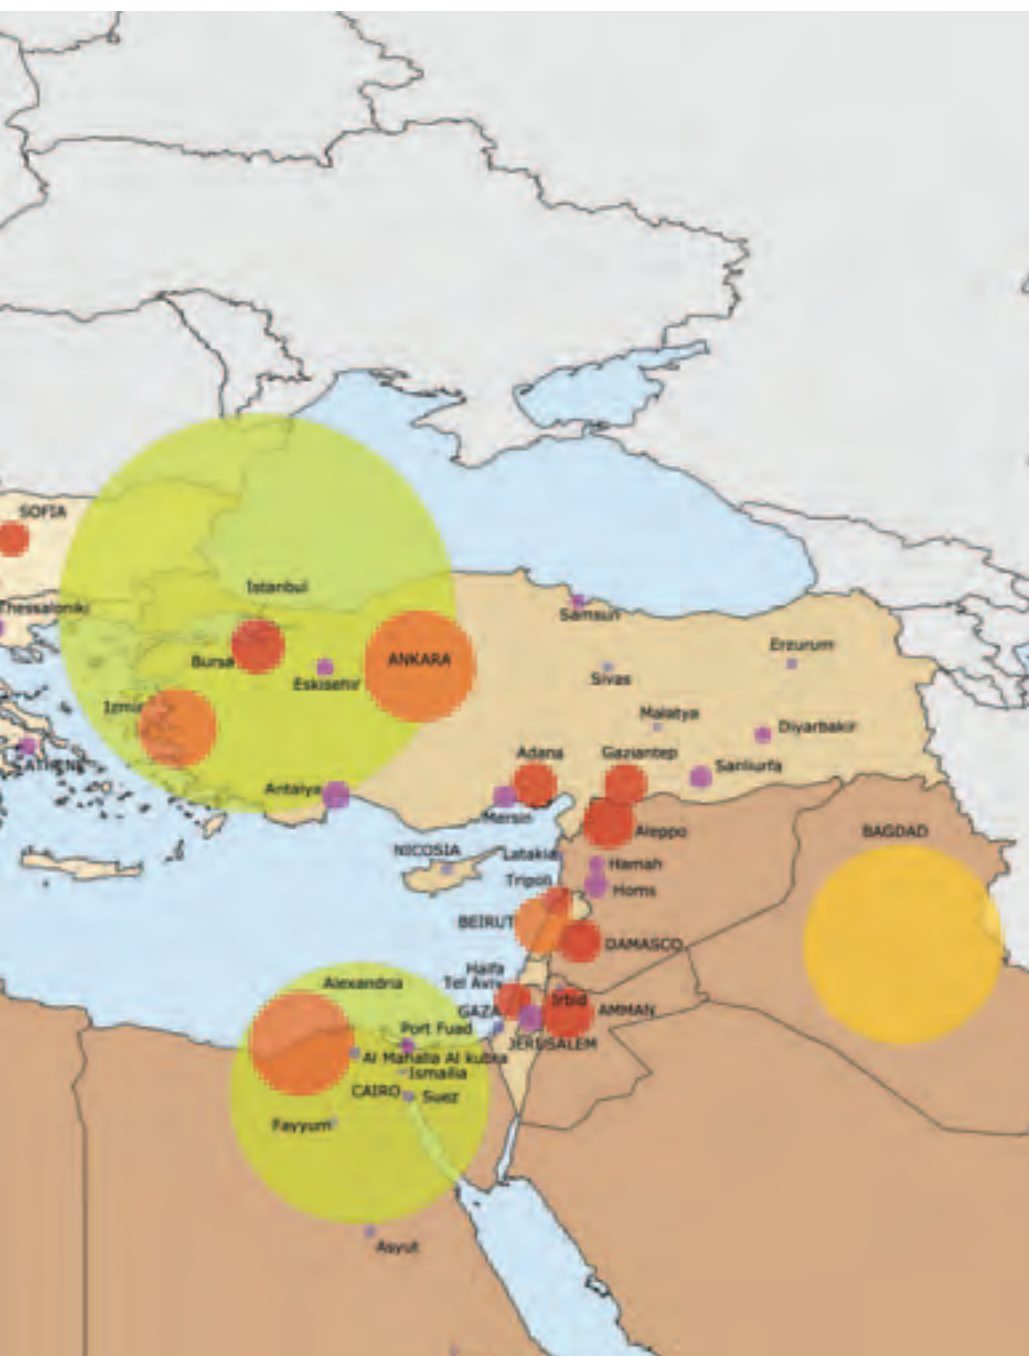 SOFIA
Istanbul
Thessaloniki
Samsun
Bursa
ANKARA
Erzurum
Eskisehir
Sivas
Izmir
Malatya
Diyarbakir
ATHENE
Adana
Gaziantep
Sanliurfa
Antalya
Mersin
Aleppo
BAGDAD
NICOSIA
Latakia
Hamah
Tripoli
Homs
BEIRUT
DAMASCO
Haifa
Alexandria
Tel Aviv
Irbid
GAZA
AMMAN
Port Fuad
JERUSALEM
Al Mahalla Al kubra
Ismailia
CAIRO
Suez
Fayyum
Asyut